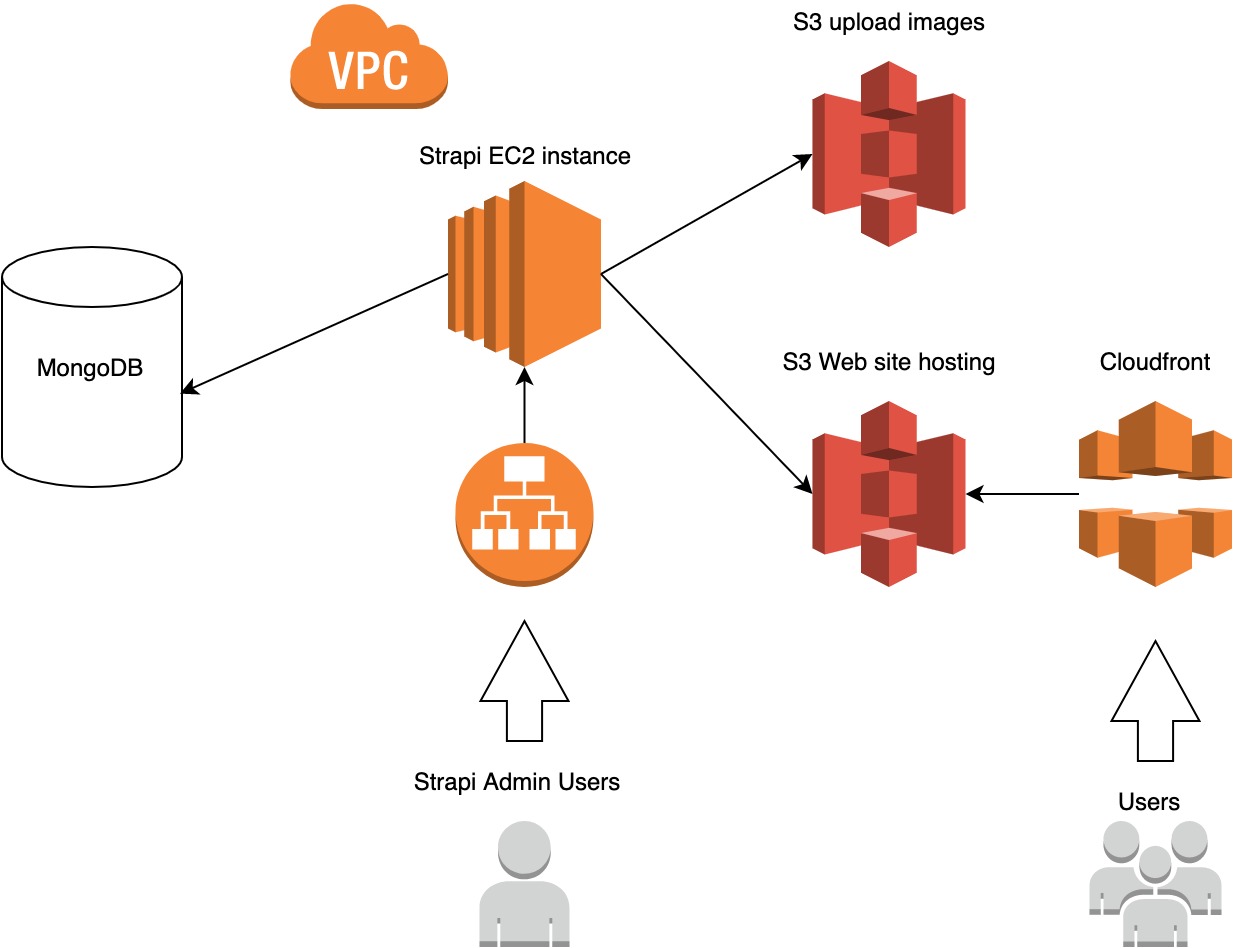 S3 upload images
VPC
Strapi EC2 instance
MongoDB
S3 Web site hosting
Cloudfront
Strapi Admin Users
Users